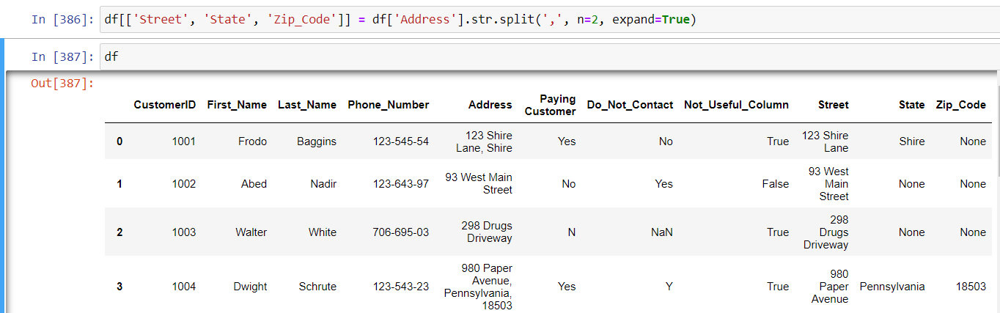 In [386]: df[['Street', 'State', 'Zip_Code']] = df['Address'].str.split(',', n=2, expand=True)
In [387]: df
Out[387]:
CustomerID First_Name Last_Name Phone_Number Address Paying Customer Do_Not_Contact Not_Useful_Column Street State Zip_Code
0 1001 Frodo Baggins 123-545-54 123 Shire Lane, Shire Yes No True 123 Shire Lane Shire None
1 1002 Abed Nadir 123-643-97 93 West Main Street No Yes False 93 West Main Street None None
2 1003 Walter White 706-695-03 298 Drugs Driveway N NaN True 298 Drugs Driveway None None
3 1004 Dwight Schrute 123-543-23 980 Paper Avenue, Pennsylvania, 18503 Yes Y True 980 Paper Avenue Pennsylvania 18503